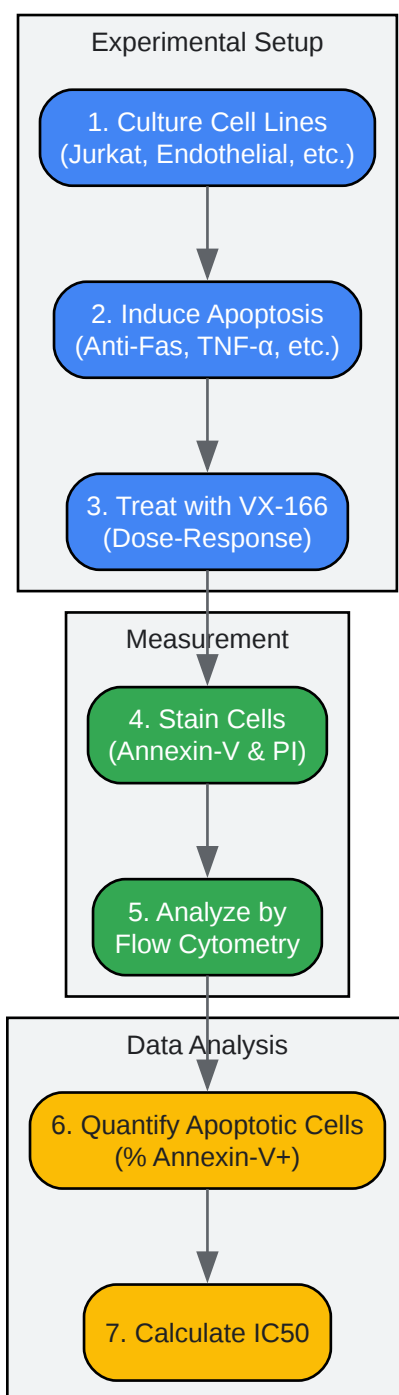 Experimental Setup
1. Culture Cell Lines
(Jurkat, Endothelial, etc.)
2. Induce Apoptosis
(Anti-Fas, TNF-α, etc.)
3. Treat with VX-166
(Dose-Response)
Measurement
4. Stain Cells
(Annexin-V & PI)
5. Analyze by
Flow Cytometry
Data Analysis
6. Quantify Apoptotic Cells
(% Annexin-V+)
7. Calculate IC50